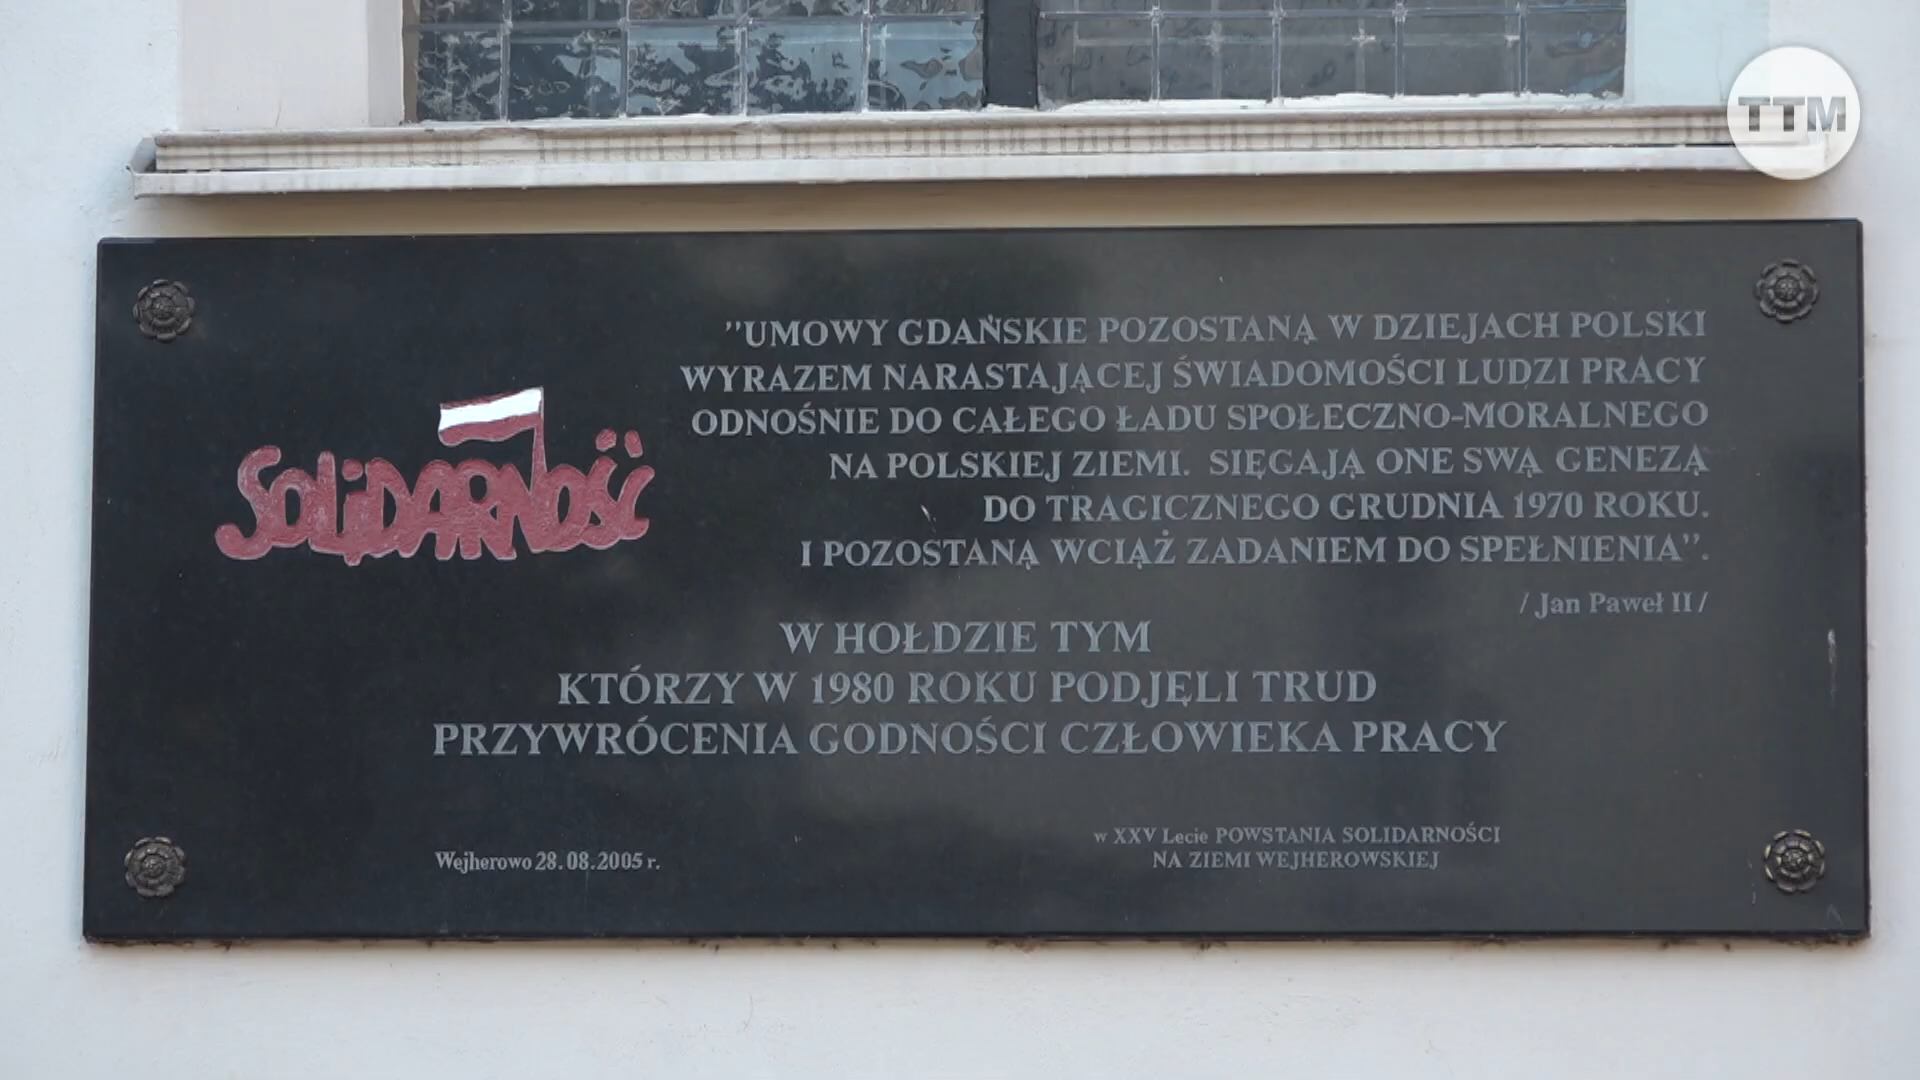 TTM
"UMOWY GDAŃSKIE POZOSTANĄ W DZIEJACH POLSKI
WYRAZEM NARASTAJĄCEJ ŚWIADOMOŚCI LUDZI PRACY
ODNOŚNIE DO CAŁEGO ŁADU SPOŁECZNO-MORALNEGO
NA POLSKIEJ ZIEMI. SIĘGAJĄ ONE SWĄ GENEZĄ
DO TRAGICZNEGO GRUDNIA 1970 ROKU.
I POZOSTANĄ WCIĄŻ ZADANIEM DO SPEŁNIENIA".
/ Jan Paweł II /
SOLIDARNOŚĆ
W HOŁDZIE TYM
KTÓRZY W 1980 ROKU PODJĘLI TRUD
PRZYWRÓCENIA GODNOŚCI CZŁOWIEKA PRACY
w XXV Lecie POWSTANIA SOLIDARNOŚCI
NA ZIEMI WEJHEROWSKIEJ
Wejherowo 28.08.2005 r.